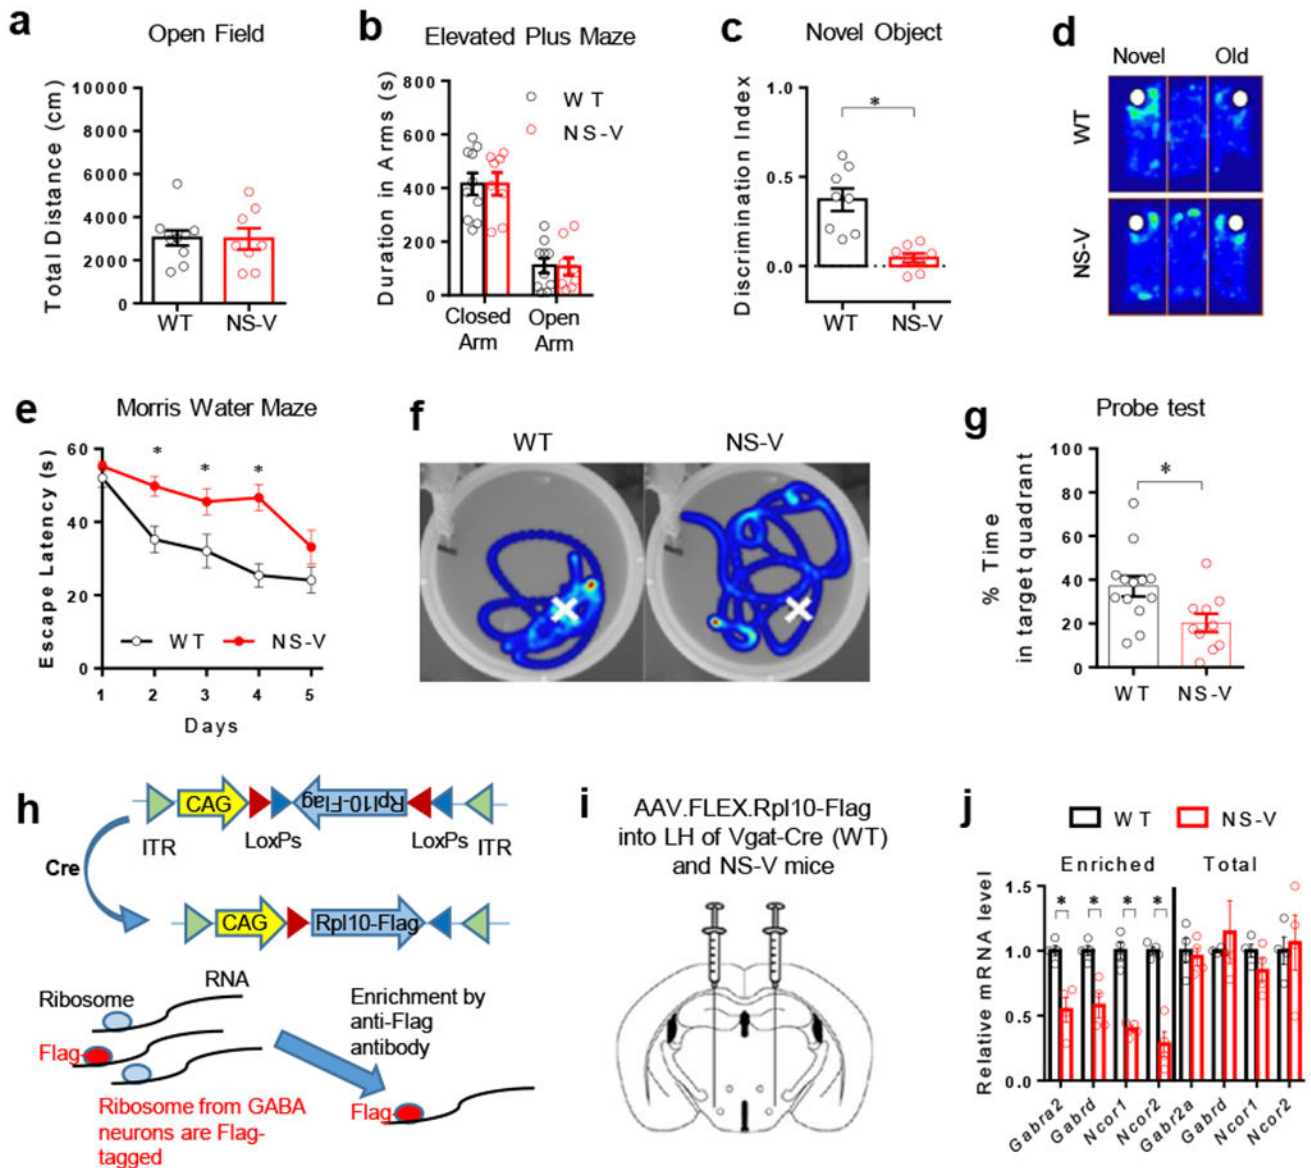 a
Open Field
Total Distance (cm)
10000
8000
6000
4000
2000
0
WT
NS-V
b
Elevated Plus Maze
Duration in Arms (s)
800
600
400
200
0
WT
NS-V
Closed
Arm
Open
Arm
c
Novel Object
Discrimination Index
1.0
0.5
0.0
*
WT
NS-V
d
Novel
Old
WT
NS-V
e
Morris Water Maze
Escape Latency (s)
60
40
20
0
* * *
WT NS-V
1 2 3 4 5
Days
f
WT
NS-V
g
Probe test
% Time
in target quadrant
100
80
60
40
20
0
*
WT
NS-V
h
CAG
Rpl10-Flag
ITR
LoxPs
LoxPs
ITR
Cre
CAG
Rpl10-Flag
Ribosome
RNA
Flag
Enrichment by
anti-Flag
antibody
Ribosome from GABA
neurons are Flag-
tagged
Flag
i
AAV.FLEX.Rpl10-Flag
into LH of Vgat-Cre (WT)
and NS-V mice
j
WT NS-V
Enriched
Total
Relative mRNA level
1.5
1.0
0.5
0.0
* * * *
Gabra2
Gabrd
Ncor1
Ncor2
Gabr2a
Gabrd
Ncor1
Ncor2